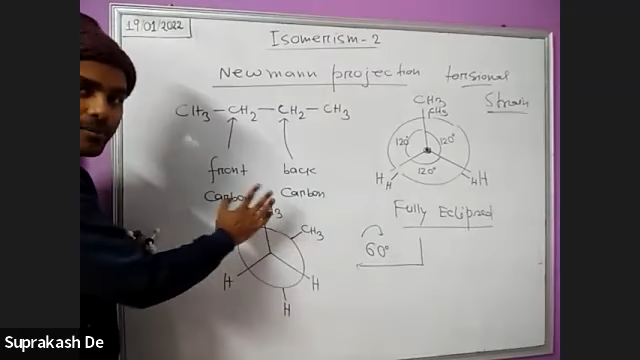 19/01/2022
Isomerism-2
Newmann projection torsional
Strain
CH3 — CH2 — CH2 — CH3
front back
Carbon Carbon
CH3
CH3
120° 120°
120°
H H
H H
Fully Eclipsed
60°
CH3
H H
H
Suprakash De